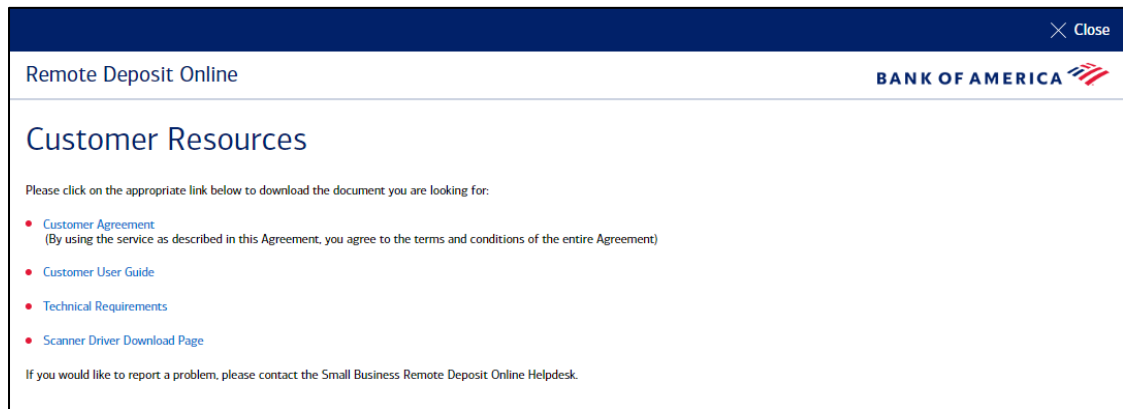 Close
Remote Deposit Online
BANK OF AMERICA
Customer Resources
Please click on the appropriate link below to download the document you are looking for:
Customer Agreement
(By using the service as described in this Agreement, you agree to the terms and conditions of the entire Agreement)
Customer User Guide
Technical Requirements
Scanner Driver Download Page
If you would like to report a problem, please contact the Small Business Remote Deposit Online Helpdesk.